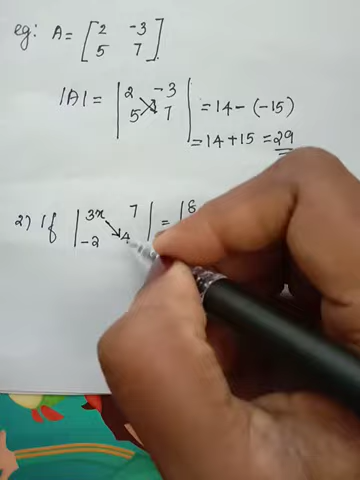 eg: A = [2 -3
5 7].
|A| = |2 -3
5 7| = 14 - (-15)
= 14 + 15 = 29
2) If |3x 7
-2 4| = |8